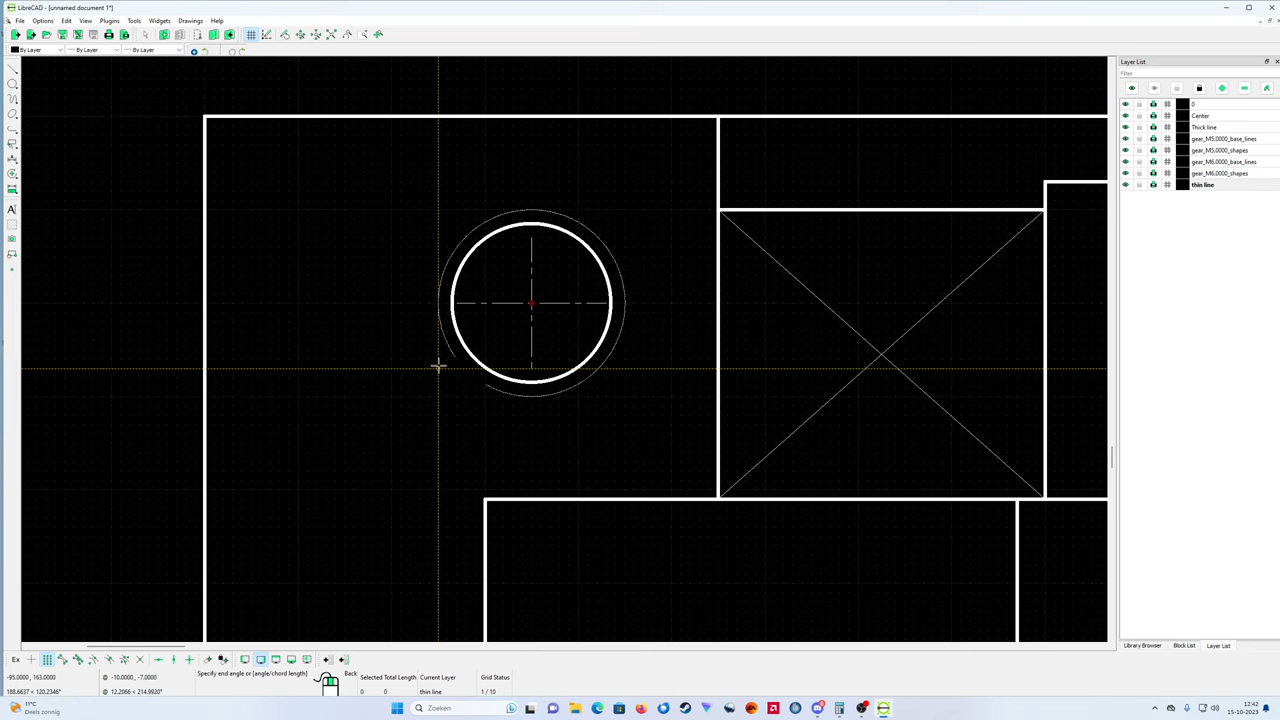 LibreCAD - [unnamed document 1*]
File Options Edit View Plugins Tools Widgets Drawings Help
By Layer By Layer By Layer
Layer List
Filter
0
Center
Thick line
gear_M5.0000_base_lines
gear_M5.0000_shapes
gear_M6.0000_base_lines
gear_M6.0000_shapes
thin line
Library Browser Block List Layer List
Ex
-95.0000 , 163.0000 @ -10.0000 , -7.0000 Specify end angle or [angle/chord length] Back Selected Total Length Current Layer Grid Status
188.6637 < 120.2346° @ 12.2066 < 214.9920° 0 0 thin line 1 / 10
11°C
Deels zonnig
Zoeken
12:42
15-10-2023